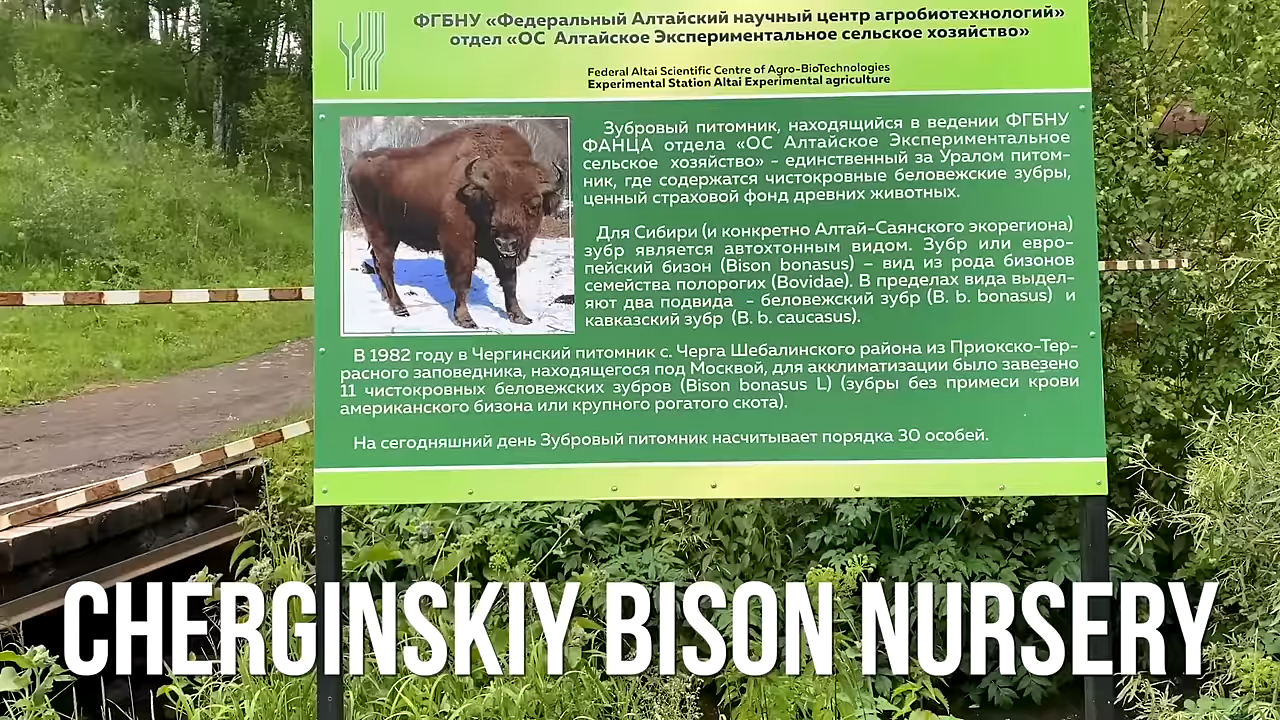 ФГБНУ «Федеральный Алтайский научный центр агробиотехнологий»
отдел «ОС Алтайское Экспериментальное сельское хозяйство»
Federal Altai Scientific Centre of Agro-BioTechnologies
Experimental Station Altai Experimental agriculture
Зубровый питомник, находящийся в ведении ФГБНУ
ФАНЦА отдела «ОС Алтайское Экспериментальное
сельское хозяйство» - единственный за Уралом питом-
ник, где содержатся чистокровные беловежские зубры,
ценный страховой фонд древних животных.
Для Сибири (и конкретно Алтай-Саянского экорегиона)
зубр является автохтонным видом. Зубр или евро-
пейский бизон (Bison bonasus) – вид из рода бизонов
семейства полорогих (Bovidae). В пределах вида выдел-
яют два подвида - беловежский зубр (B. b. bonasus) и
кавказский зубр (B. b. caucasus).
В 1982 году в Чергинский питомник с. Черга Шебалинского района из Приокско-Тер-
расного заповедника, находящегося под Москвой, для акклиматизации было завезено
11 чистокровных беловежских зубров (Bison bonasus L) (зубры без примеси крови
американского бизона или крупного рогатого скота).
На сегодняшний день Зубровый питомник насчитывает порядка 30 особей.
CHERGINSKIY BISON NURSERY